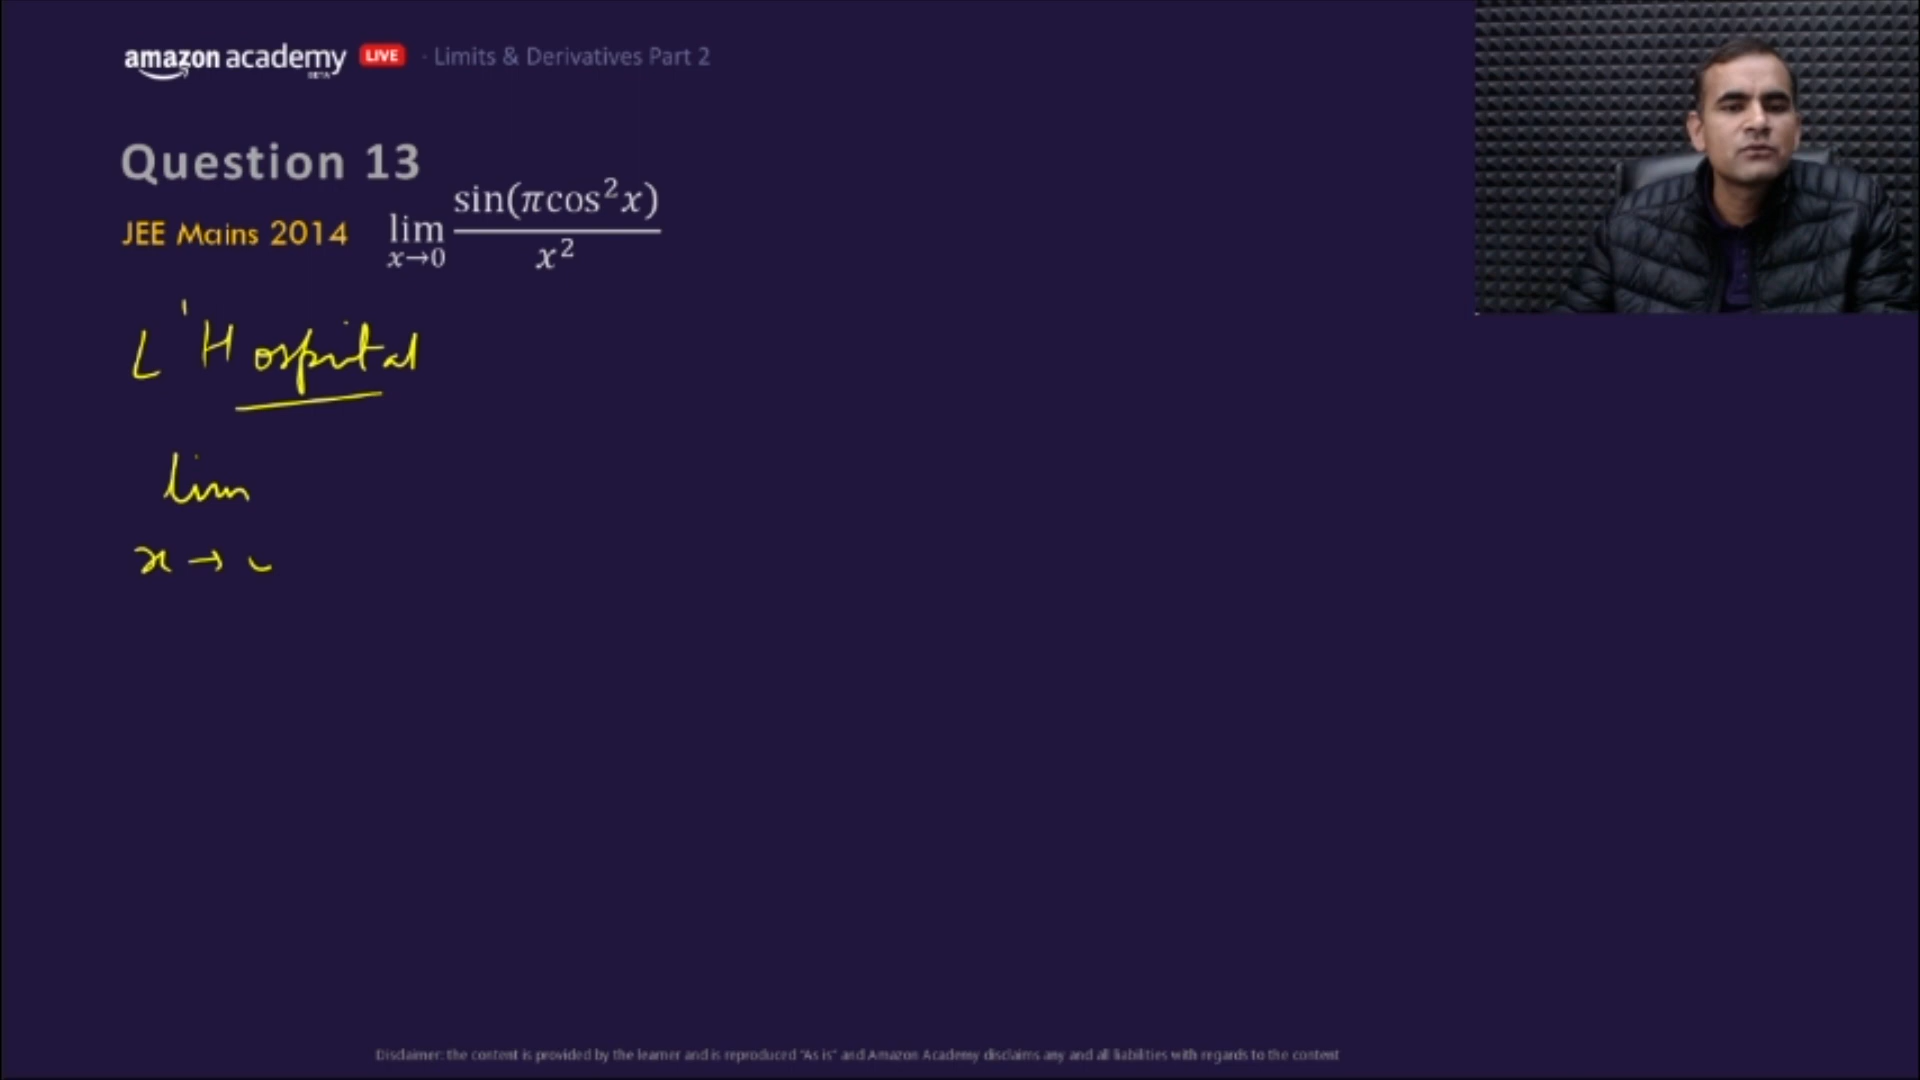 amazon academy BETA LIVE · Limits & Derivatives Part 2
Question 13
JEE Mains 2014 lim x→0 sin(πcos²x) / x²
L'Hospital
lim
x →
Disclaimer: the content is provided by the learner and is reproduced "As is" and Amazon Academy disclaims any and all liabilities with regards to the content